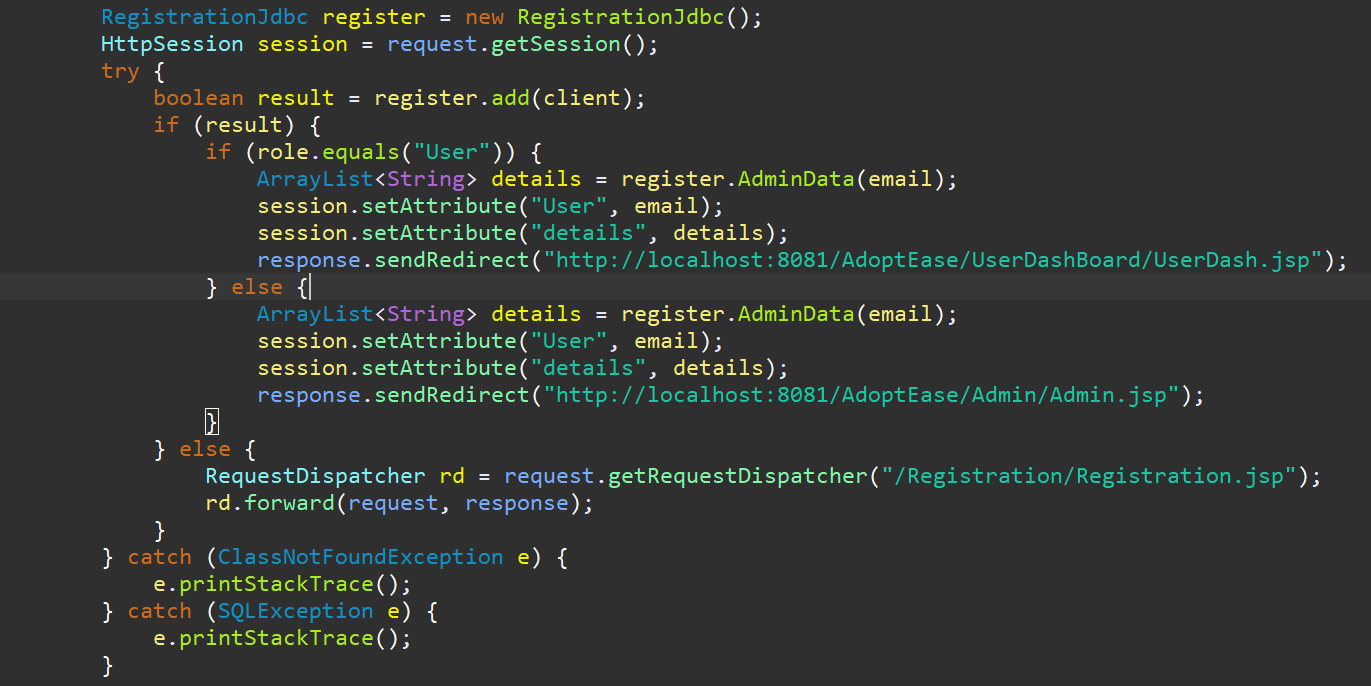 RegistrationJdbc register = new RegistrationJdbc();
HttpSession session = request.getSession();
try {
boolean result = register.add(client);
if (result) {
if (role.equals("User")) {
ArrayList<String> details = register.AdminData(email);
session.setAttribute("User", email);
session.setAttribute("details", details);
response.sendRedirect("http://localhost:8081/AdoptEase/UserDashBoard/UserDash.jsp");
} else {
ArrayList<String> details = register.AdminData(email);
session.setAttribute("User", email);
session.setAttribute("details", details);
response.sendRedirect("http://localhost:8081/AdoptEase/Admin/Admin.jsp");
}
} else {
RequestDispatcher rd = request.getRequestDispatcher("/Registration/Registration.jsp");
rd.forward(request, response);
}
} catch (ClassNotFoundException e) {
e.printStackTrace();
} catch (SQLException e) {
e.printStackTrace();
}